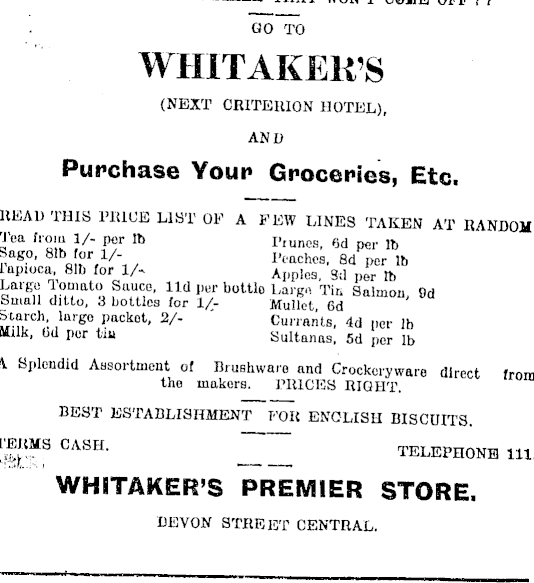 THAT WON'T COME OFF??
GO TO
WHITAKER'S
(NEXT CRITERION HOTEL),
AND
Purchase Your Groceries, Etc.
READ THIS PRICE LIST OF A FEW LINES TAKEN AT RANDOM
Tea from 1/- per lb
Sago, 8lb for 1/-
Tapioca, 8lb for 1/-
Large Tomato Sauce, 11d per bottle
Small ditto, 3 bottles for 1/-
Starch, large packet, 2/-
Milk, 6d per tin
Prunes, 6d per lb
Peaches, 8d per lb
Apples, 8d per lb
Large Tin Salmon, 9d
Mullet, 6d
Currants, 4d per lb
Sultanas, 5d per lb
A Splendid Assortment of Brushware and Crockeryware direct from
the makers. PRICES RIGHT.
BEST ESTABLISHMENT FOR ENGLISH BISCUITS.
TERMS CASH. TELEPHONE 111.
WHITAKER'S PREMIER STORE.
DEVON STREET CENTRAL.